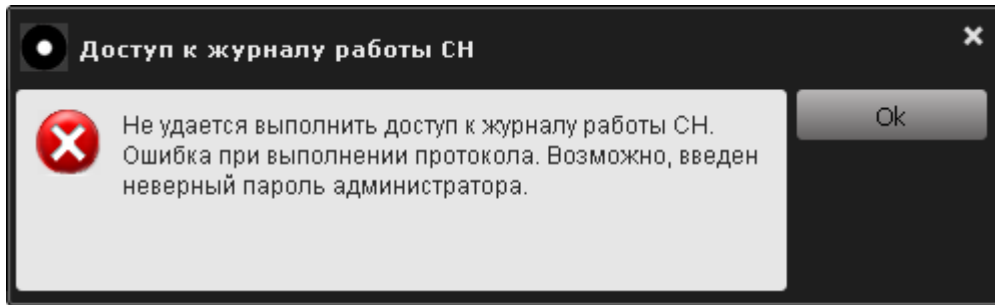 Доступ к журналу работы СН
Не удается выполнить доступ к журналу работы СН.
Ошибка при выполнении протокола. Возможно, введен
неверный пароль администратора.
Ok